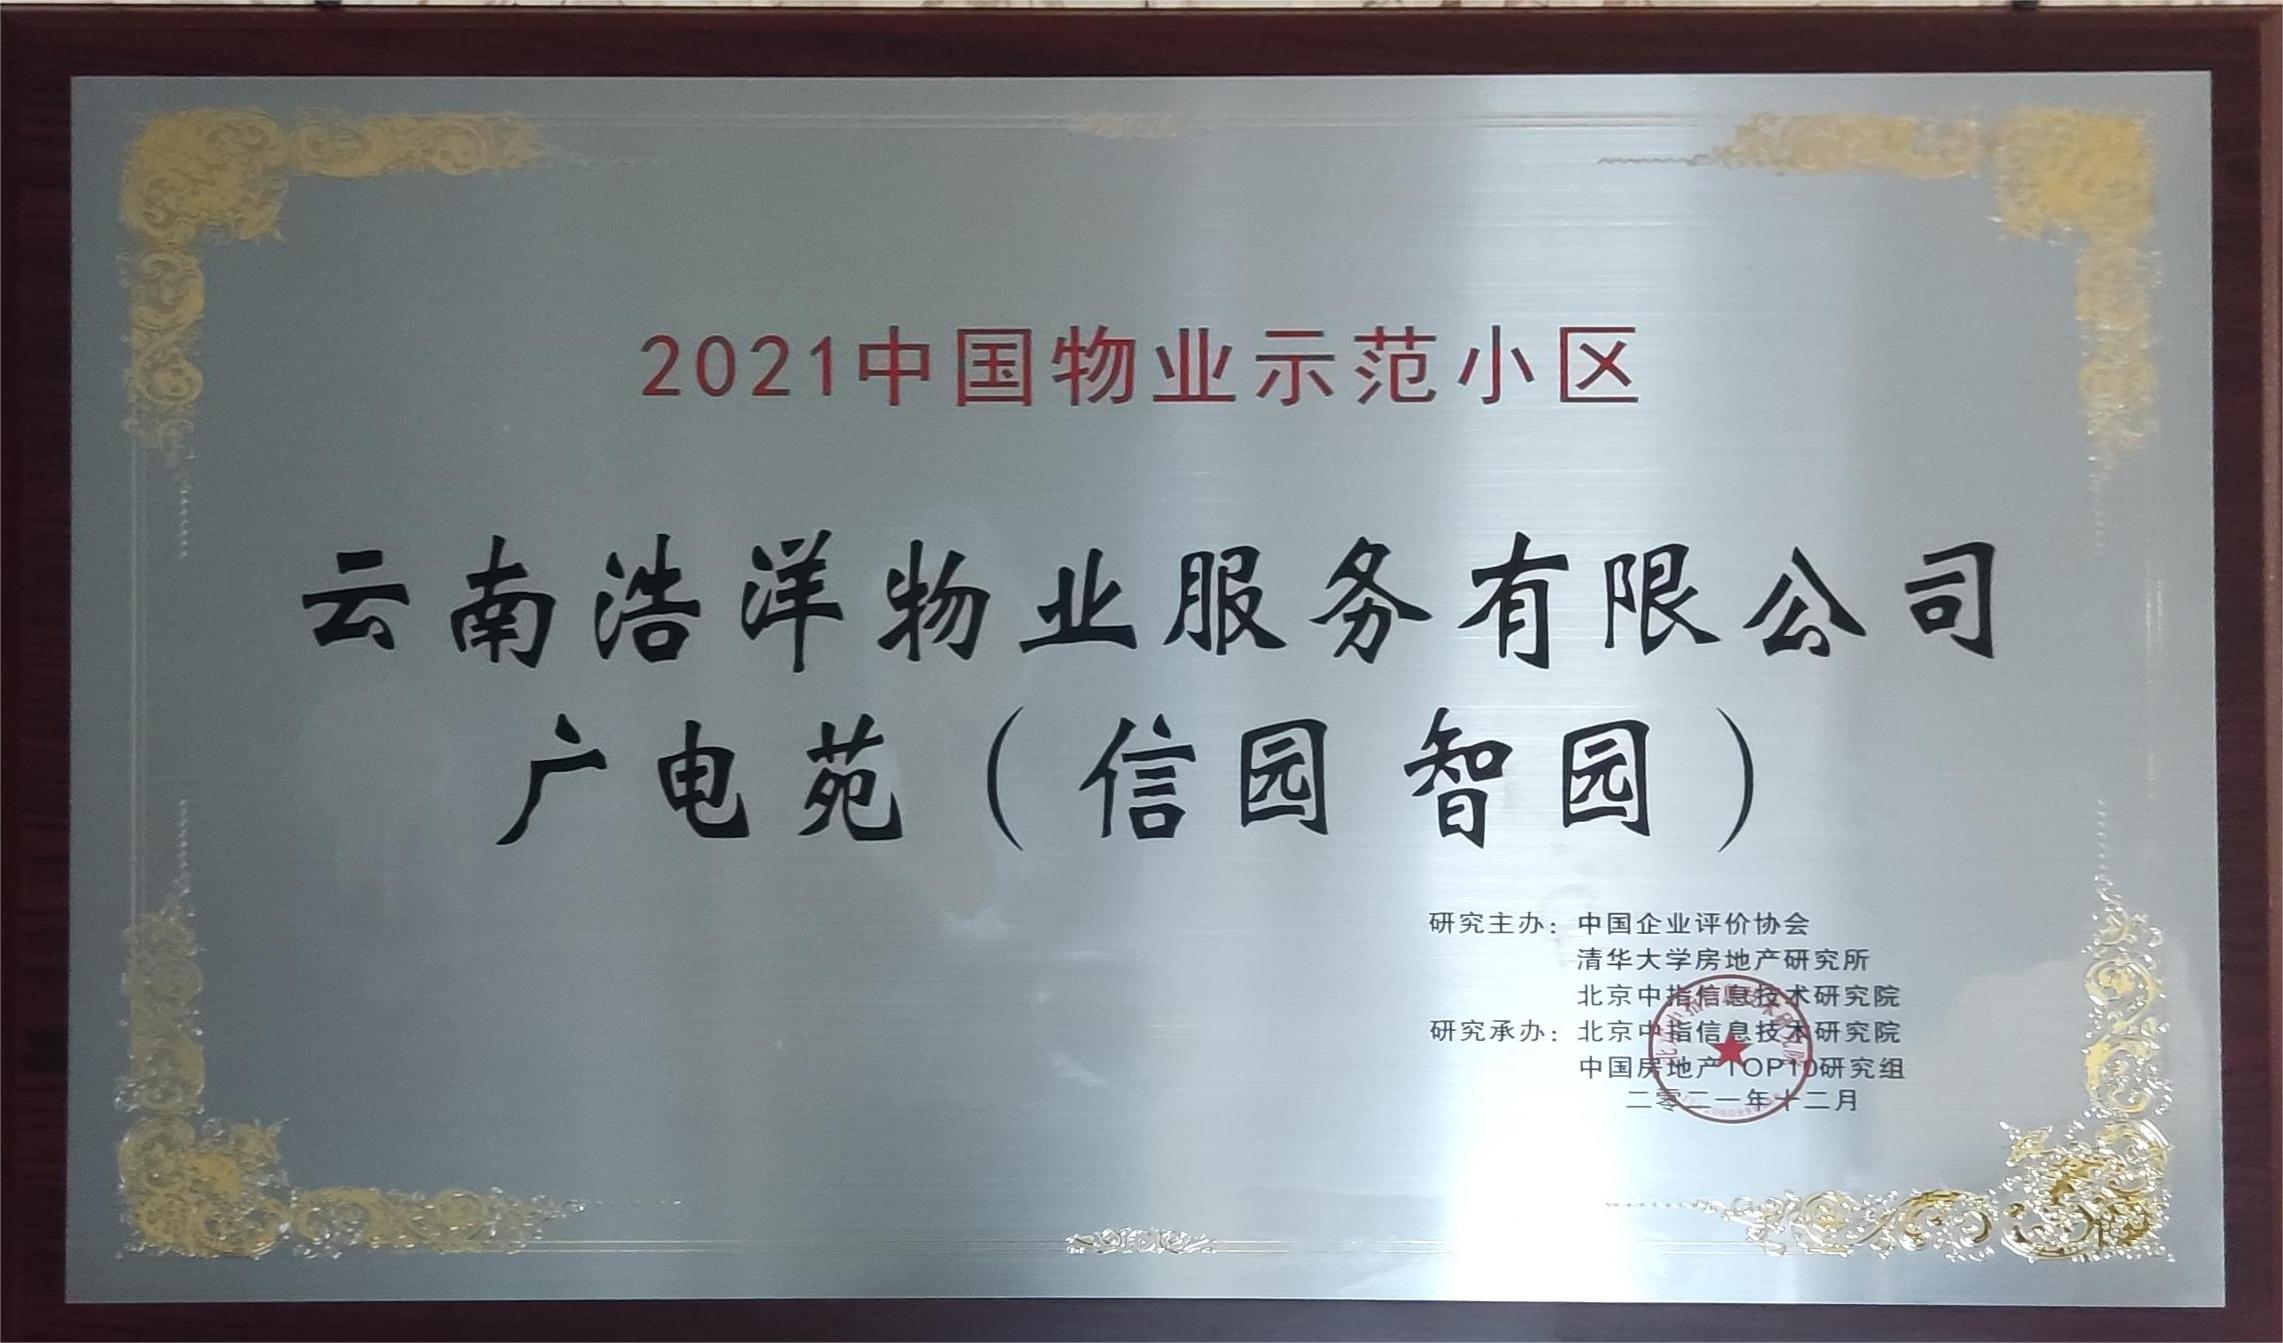 2021中国物业示范小区
云南浩洋物业服务有限公司
广电苑（信园 智园）
研究主办：中国企业评价协会
清华大学房地产研究所
北京中指信息技术研究院
研究承办：北京中指信息技术研究院
中国房地产TOP10研究组
二零二一年十二月